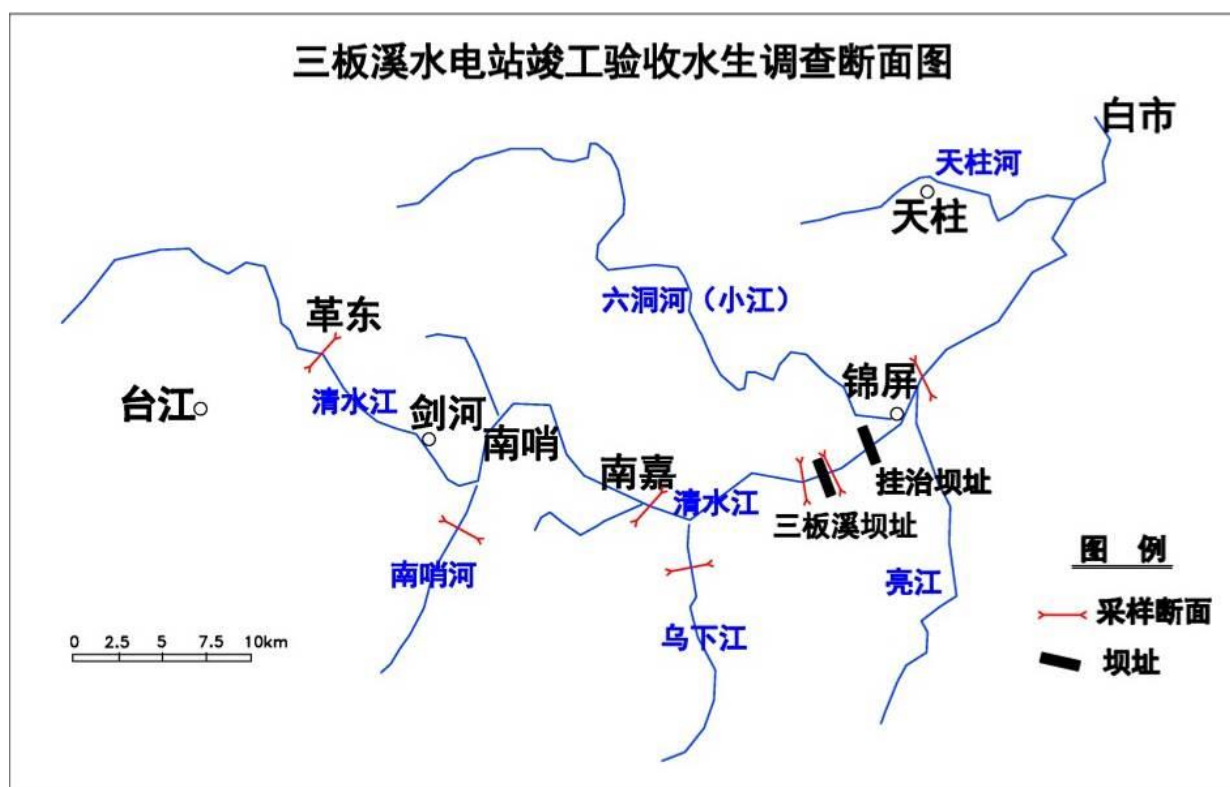 三板溪水电站竣工验收水生调查断面图
白市
天柱河
天柱
六洞河（小江）
革东
台江
清水江
剑河
南哨
南嘉
清水江
锦屏
挂治坝址
三板溪坝址
南哨河
乌下江
亮江
图 例
采样断面
坝址
0 2.5 5 7.5 10km